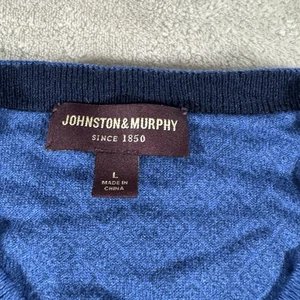 JOHNSTON&MURPHY
SINCE 1850
L
MADE IN
CHINA